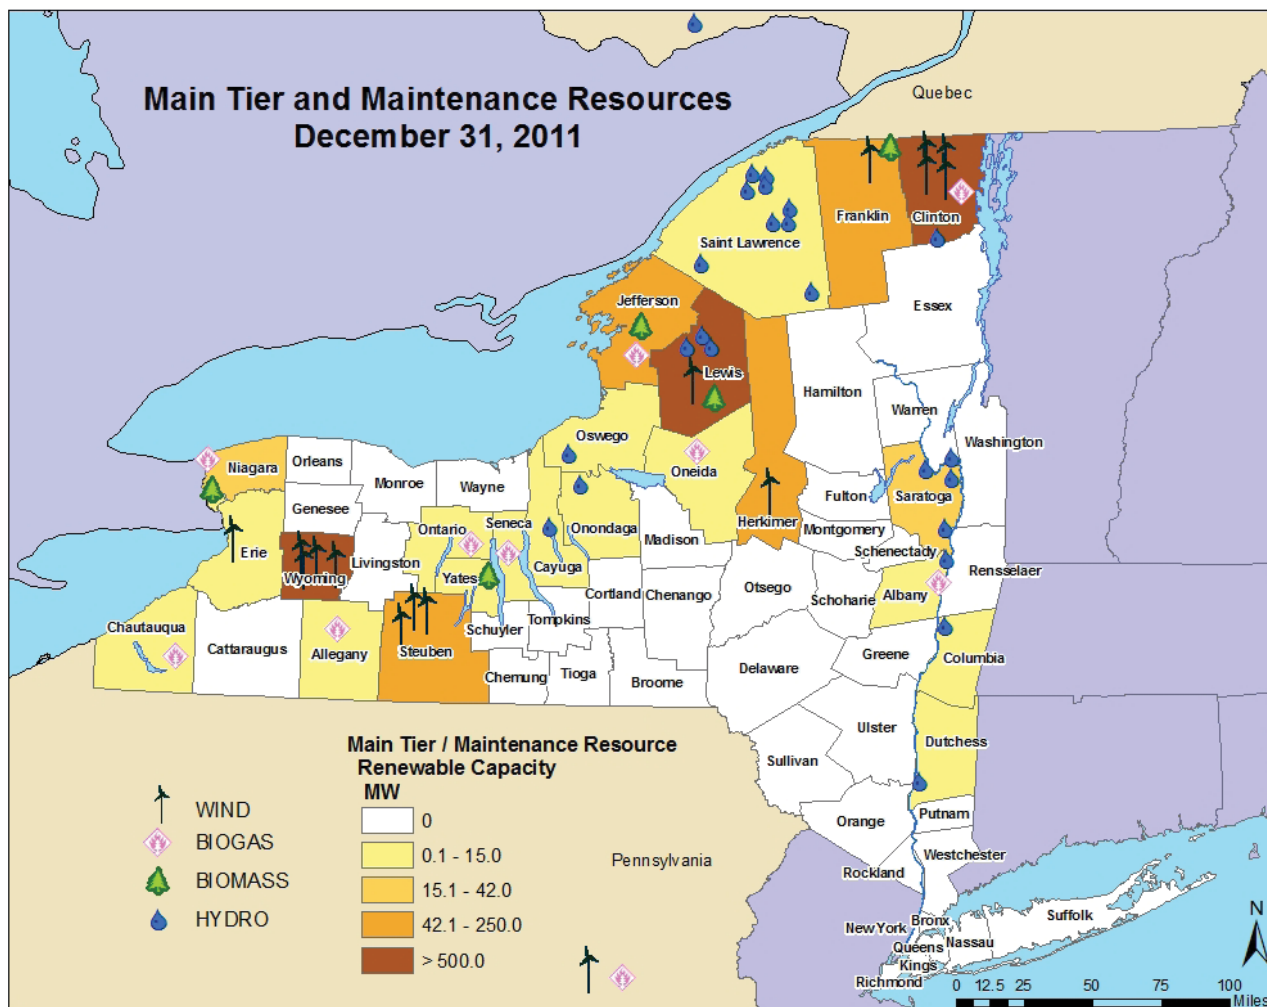 Main Tier and Maintenance Resources
December 31, 2011
Quebec
Franklin
Clinton
Saint Lawrence
Jefferson
Essex
Lewis
Hamilton
Warren
Oswego
Washington
Niagara
Orleans
Oneida
Monroe
Wayne
Saratoga
Fulton
Genesee
Herkimer
Montgomery
Ontario
Seneca
Onondaga
Madison
Erie
Schenectady
Livingston
Rensselaer
Wyoming
Yates
Cayuga
Otsego
Schoharie
Albany
Cortland
Chenango
Chautauqua
Tompkins
Schuyler
Cattaraugus
Allegany
Steuben
Greene
Columbia
Delaware
Chemung
Tioga
Broome
Ulster
Dutchess
Sullivan
Putnam
Orange
Westchester
Rockland
Pennsylvania
Suffolk
Bronx
New York
Queens
Nassau
Kings
Richmond
Main Tier / Maintenance Resource
Renewable Capacity
MW
0
0.1 - 15.0
15.1 - 42.0
42.1 - 250.0
> 500.0
WIND
BIOGAS
BIOMASS
HYDRO
N
0 12.5 25 50 75 100
Miles